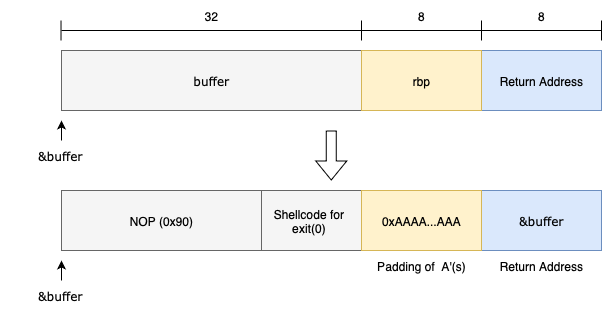 32 8 8
buffer rbp Return Address
&buffer
NOP (0x90) Shellcode for exit(0) 0xAAAA...AAA &buffer
Padding of A'(s) Return Address
&buffer